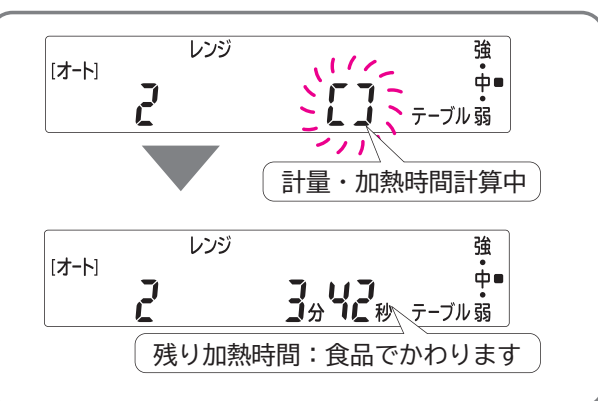 レンジ
[オート]
2
[ ]
強
・
中■
・
テーブル 弱
計量・加熱時間計算中
レンジ
[オート]
2
3分42秒
強
・
中■
・
テーブル 弱
残り加熱時間：食品でかわります